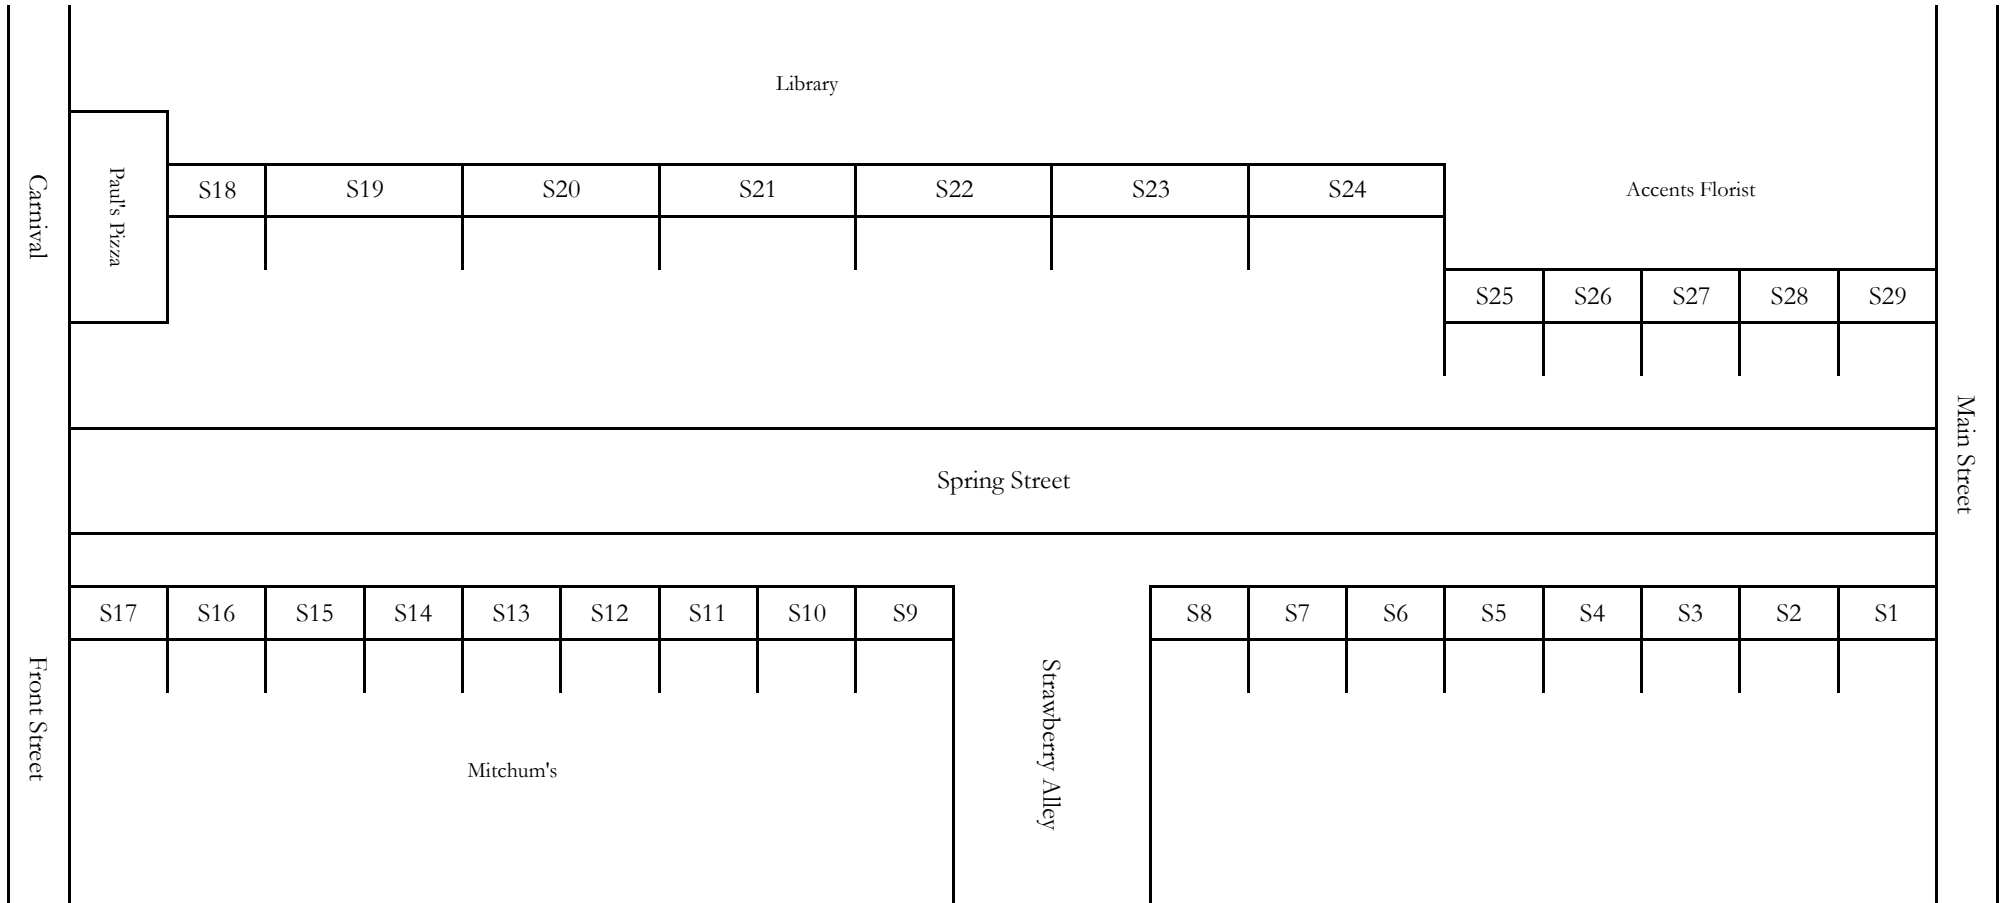 Library
Carnival
Paul's Pizza
S18
S19
S20
S21
S22
S23
S24
Accents Florist
S25
S26
S27
S28
S29
Main Street
Spring Street
S17
S16
S15
S14
S13
S12
S11
S10
S9
S8
S7
S6
S5
S4
S3
S2
S1
Front Street
Strawberry Alley
Mitchum's